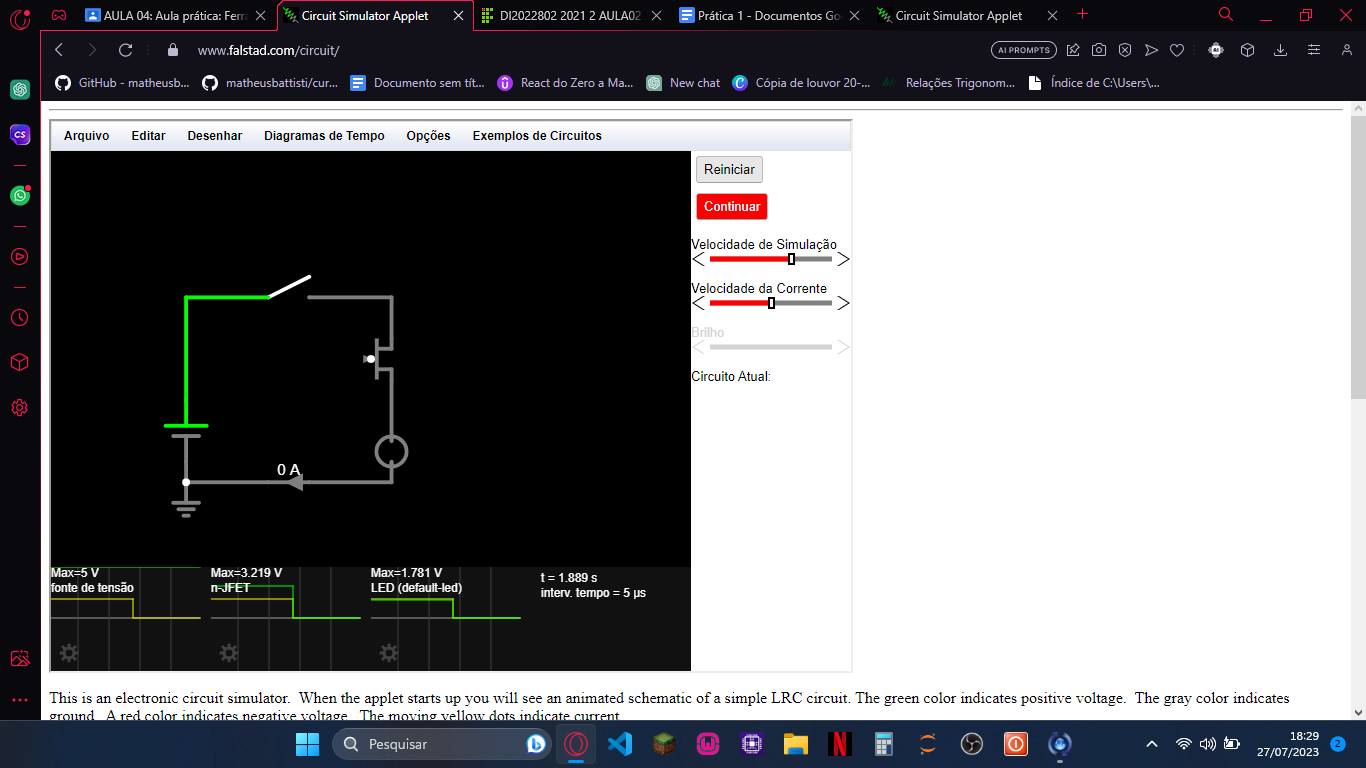 AULA 04: Aula prática: Ferra
Circuit Simulator Applet
DI2022802 2021 2 AULA02
Prática 1 - Documentos Goo
Circuit Simulator Applet
www.falstad.com/circuit/
AI PROMPTS
GitHub - matheusb...
matheusbattisti/cur...
Documento sem tít...
React do Zero a Ma...
New chat
Cópia de louvor 20-...
Relações Trigonom...
Índice de C:\Users\...
CS
Arquivo
Editar
Desenhar
Diagramas de Tempo
Opções
Exemplos de Circuitos
Reiniciar
Continuar
Velocidade de Simulação
Velocidade da Corrente
Brilho
Circuito Atual:
0 A
Max=5 V
fonte de tensão
Max=3.219 V
n-JFET
Max=1.781 V
LED (default-led)
t = 1.889 s
interv. tempo = 5 µs
This is an electronic circuit simulator.  When the applet starts up you will see an animated schematic of a simple LRC circuit. The green color indicates positive voltage.  The gray color indicates
ground.  A red color indicates negative voltage.  The moving yellow dots indicate current.
Pesquisar
18:29
27/07/2023
2